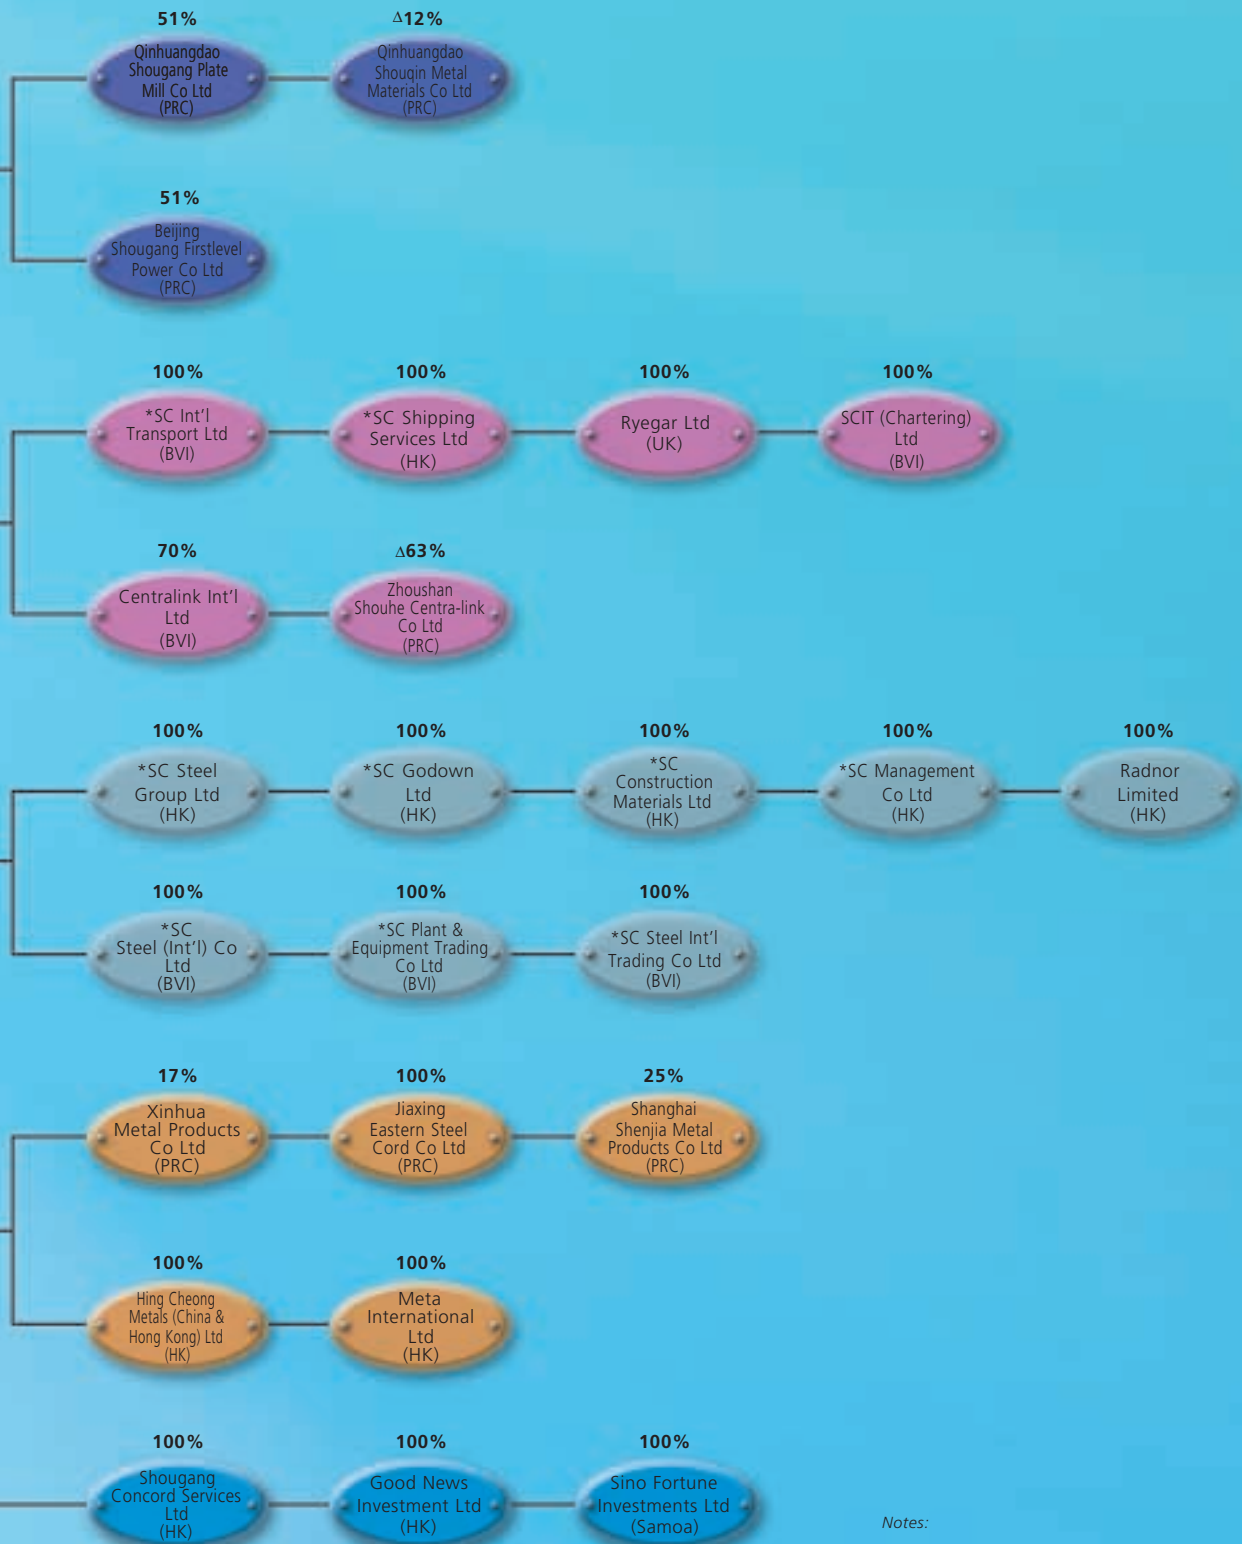 51%
Qinhuangdao
Shougang Plate
Mill Co Ltd
(PRC)
Δ12%
Qinhuangdao
Shouqin Metal
Materials Co Ltd
(PRC)
51%
Beijing
Shougang Firstlevel
Power Co Ltd
(PRC)
100%
*SC Int'l
Transport Ltd
(BVI)
100%
*SC Shipping
Services Ltd
(HK)
100%
Ryegar Ltd
(UK)
100%
SCIT (Chartering)
Ltd
(BVI)
70%
Centralink Int'l
Ltd
(BVI)
Δ63%
Zhoushan
Shouhe Centra-link
Co Ltd
(PRC)
100%
*SC Steel
Group Ltd
(HK)
100%
*SC Godown
Ltd
(HK)
100%
*SC
Construction
Materials Ltd
(HK)
100%
*SC Management
Co Ltd
(HK)
100%
Radnor
Limited
(HK)
100%
*SC
Steel (Int'l) Co
Ltd
(BVI)
100%
*SC Plant &
Equipment Trading
Co Ltd
(BVI)
100%
*SC Steel Int'l
Trading Co Ltd
(BVI)
17%
Xinhua
Metal Products
Co Ltd
(PRC)
100%
Jiaxing
Eastern Steel
Cord Co Ltd
(PRC)
25%
Shanghai
Shenjia Metal
Products Co Ltd
(PRC)
100%
Hing Cheong
Metals (China &
Hong Kong) Ltd
(HK)
100%
Meta
International
Ltd
(HK)
100%
Shougang
Concord Services
Ltd
(HK)
100%
Good News
Investment Ltd
(HK)
100%
Sino Fortune
Investments Ltd
(Samoa)
Notes: